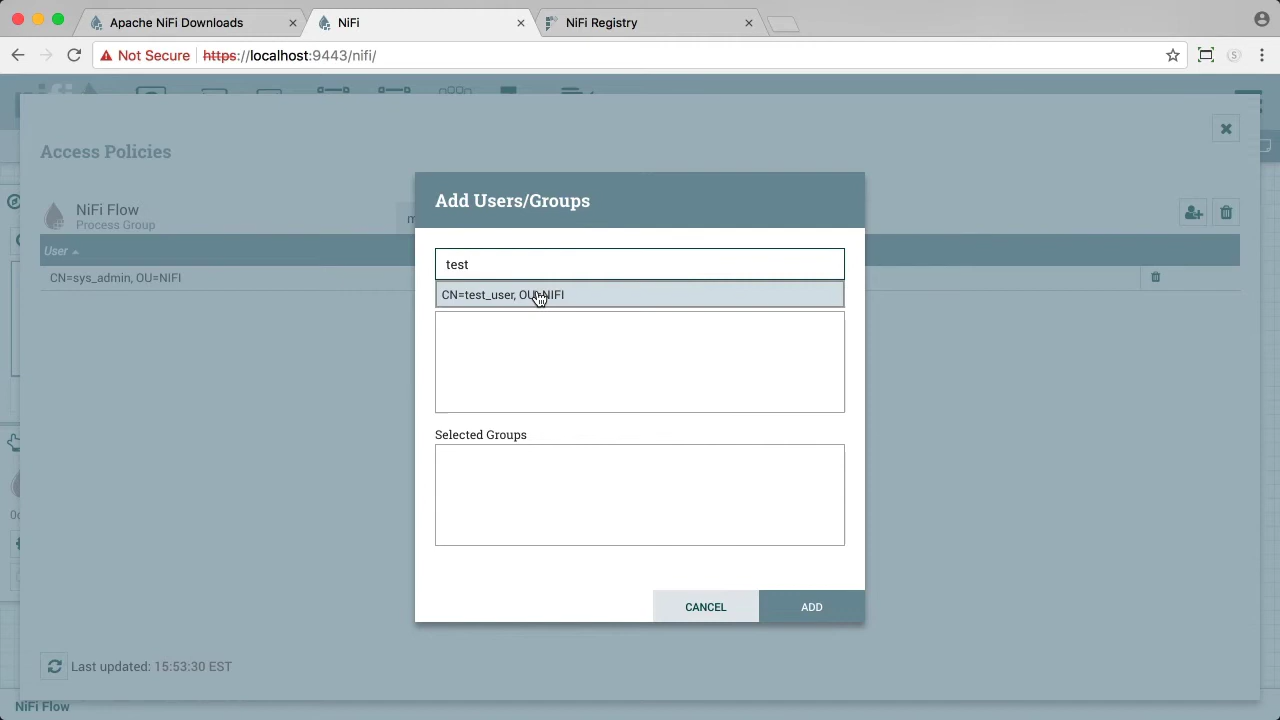 Apache NiFi Downloads
NiFi
NiFi Registry
Not Secure
https://localhost:9443/nifi/
Access Policies
NiFi Flow
Process Group
User
CN=sys_admin, OU=NIFI
Add Users/Groups
test
CN=test_user, OU=NIFI
Selected Groups
CANCEL
ADD
Last updated: 15:53:30 EST
NiFi Flow